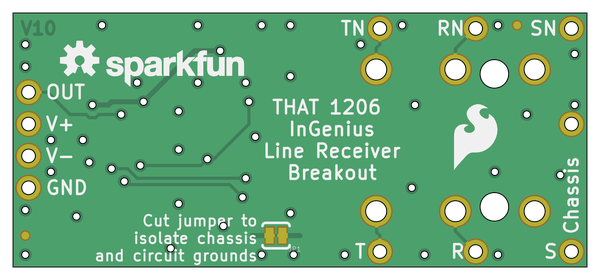 V10
TN RN SN
sparkfun
OUT
V+
V-
GND
THAT 1206
InGenius
Line Receiver
Breakout
Chassis
Cut jumper to
isolate chassis
and circuit grounds
T R S